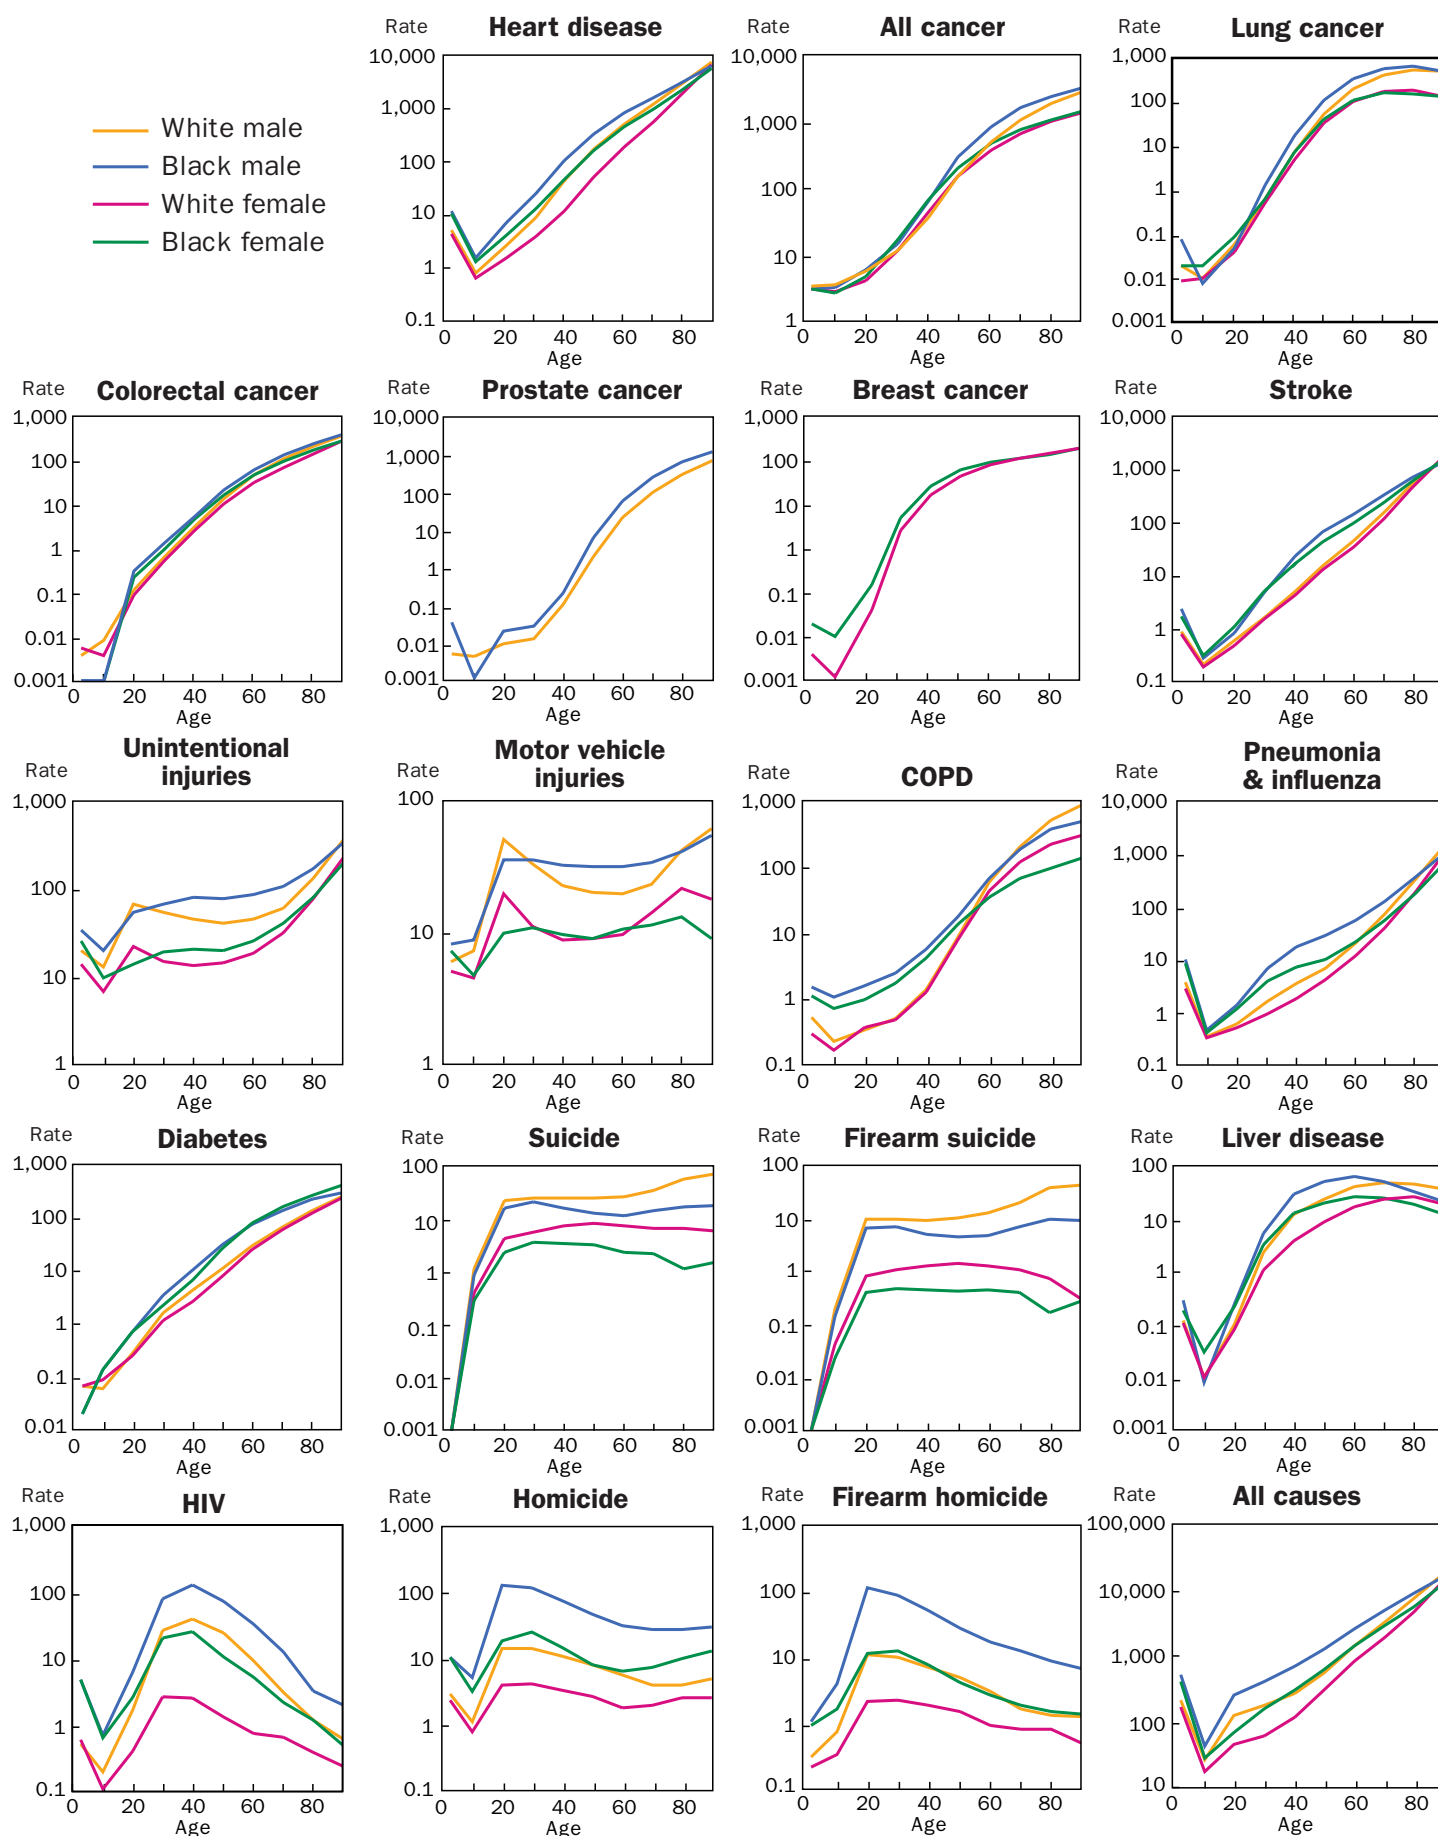 White male
Black male
White female
Black female
Rate Heart disease
10,000
1,000
100
10
1
0.1
0 20 40 60 80
Age
Rate All cancer
10,000
1,000
100
10
1
0 20 40 60 80
Age
Rate Lung cancer
1,000
100
10
1
0.1
0.01
0.001
0 20 40 60 80
Age
Rate Colorectal cancer
1,000
100
10
1
0.1
0.01
0.001
0 20 40 60 80
Age
Rate Prostate cancer
10,000
1,000
100
10
1
0.1
0.01
0.001
0 20 40 60 80
Age
Rate Breast cancer
1,000
100
10
1
0.1
0.01
0.001
0 20 40 60 80
Age
Rate Stroke
10,000
1,000
100
10
1
0.1
0 20 40 60 80
Age
Unintentional
Rate injuries
1,000
100
10
1
0 20 40 60 80
Age
Motor vehicle
Rate injuries
100
10
1
0 20 40 60 80
Age
Rate COPD
1,000
100
10
1
0.1
0 20 40 60 80
Age
Pneumonia
Rate & influenza
10,000
1,000
100
10
1
0.1
0 20 40 60 80
Age
Rate Diabetes
1,000
100
10
1
0.1
0.01
0 20 40 60 80
Age
Rate Suicide
100
10
1
0.1
0.01
0.001
0 20 40 60 80
Age
Rate Firearm suicide
100
10
1
0.1
0.01
0.001
0 20 40 60 80
Age
Rate Liver disease
100
10
1
0.1
0.01
0.001
0 20 40 60 80
Age
Rate HIV
1,000
100
10
1
0.1
0 20 40 60 80
Age
Rate Homicide
1,000
100
10
1
0.1
0 20 40 60 80
Age
Rate Firearm homicide
1,000
100
10
1
0.1
0 20 40 60 80
Age
Rate All causes
100,000
10,000
1,000
100
10
0 20 40 60 80
Age